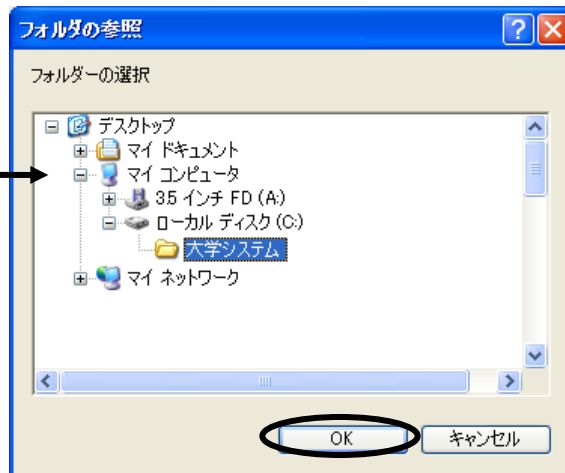 フォルダの参照
フォルダーの選択
デスクトップ
マイ ドキュメント
マイ コンピュータ
3.5 インチ FD (A:)
ローカル ディスク (C:)
大学システム
マイ ネットワーク
OK
キャンセル